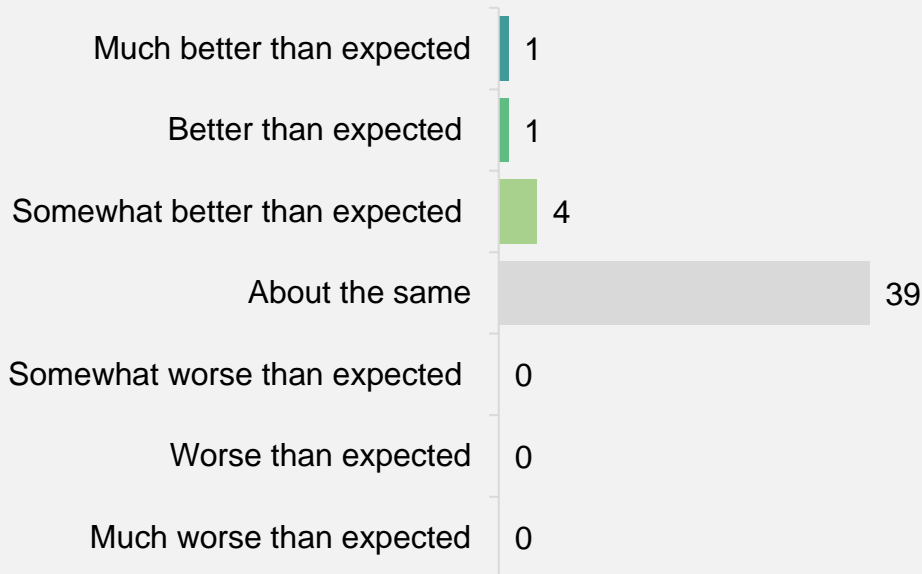 Much better than expected 1
Better than expected 1
Somewhat better than expected 4
About the same 39
Somewhat worse than expected 0
Worse than expected 0
Much worse than expected 0